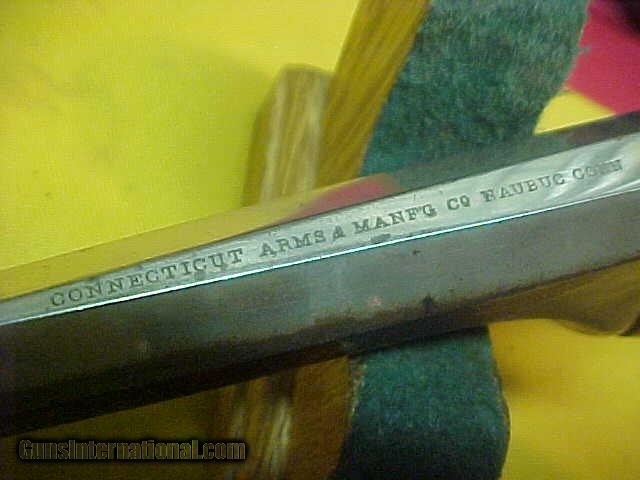 CONNECTICUT ARMS & MANF'G CO NAUBUC CONN
GunsInternational.com